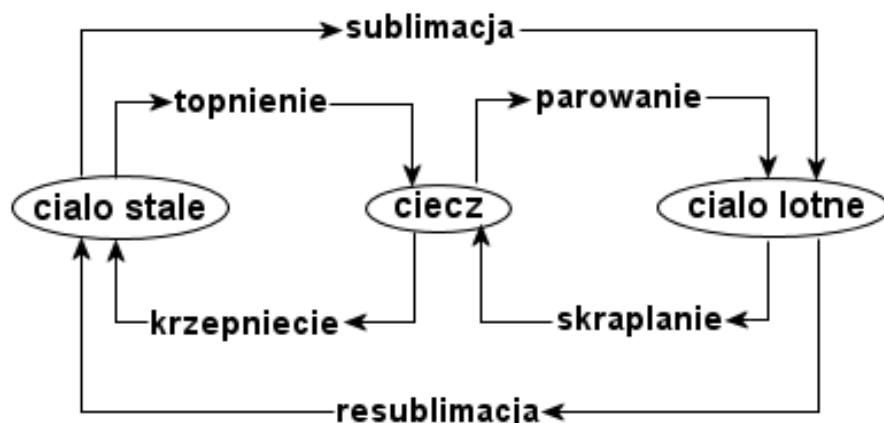 sublimacja
topnienie
parowanie
cialo stale
ciecz
cialo lotne
krzepniecie
skraplanie
resublimacja